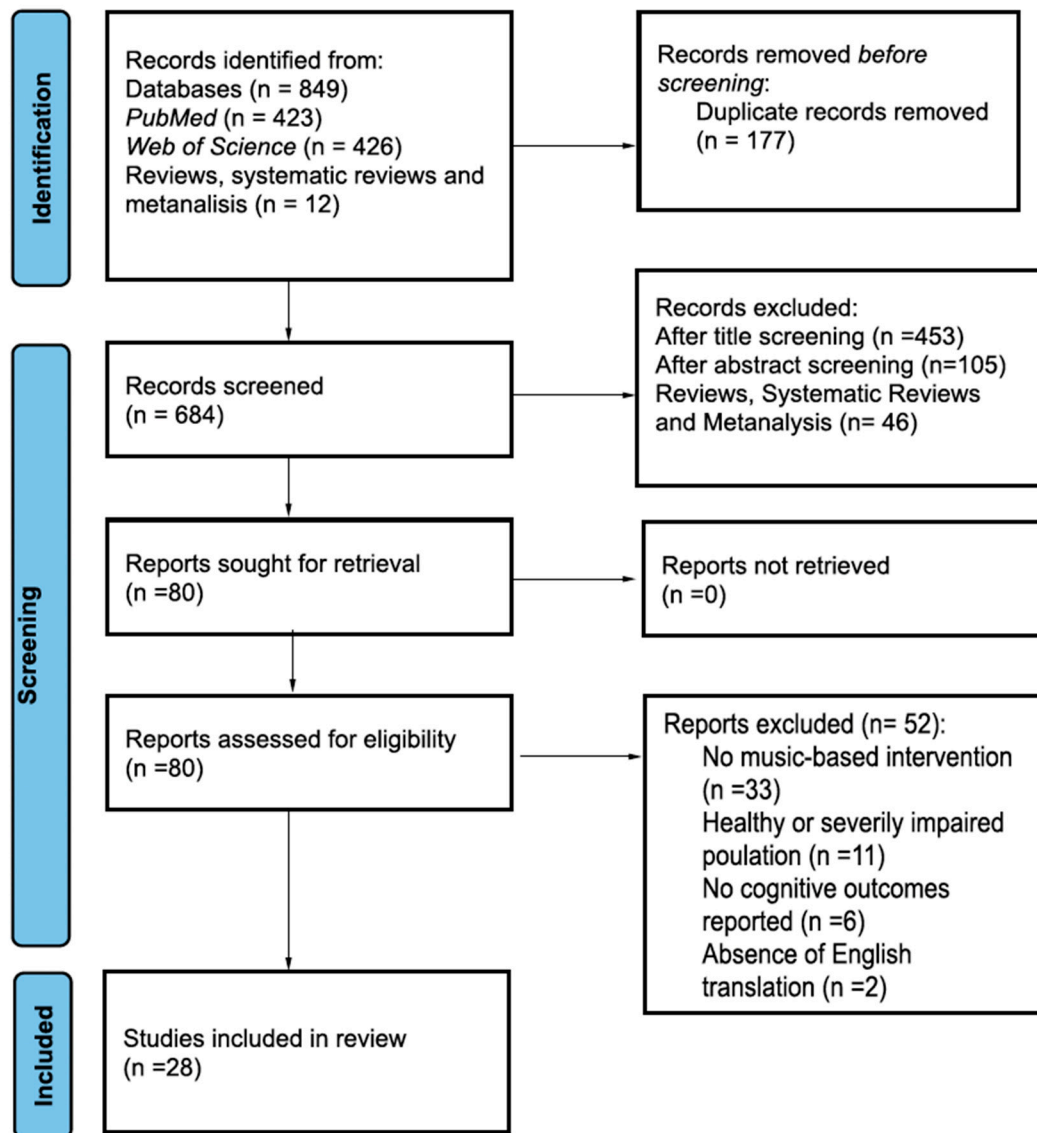 Identification
Records identified from:
Databases (n = 849)
PubMed (n = 423)
Web of Science (n = 426)
Reviews, systematic reviews and
metanalisis (n = 12)
Records removed before
screening:
Duplicate records removed
(n = 177)
Screening
Records screened
(n = 684)
Records excluded:
After title screening (n =453)
After abstract screening (n=105)
Reviews, Systematic Reviews
and Metanalysis (n= 46)
Reports sought for retrieval
(n =80)
Reports not retrieved
(n =0)
Reports assessed for eligibility
(n =80)
Reports excluded (n= 52):
No music-based intervention
(n =33)
Healthy or severily impaired
poulation (n =11)
No cognitive outcomes
reported (n =6)
Absence of English
translation (n =2)
Included
Studies included in review
(n =28)